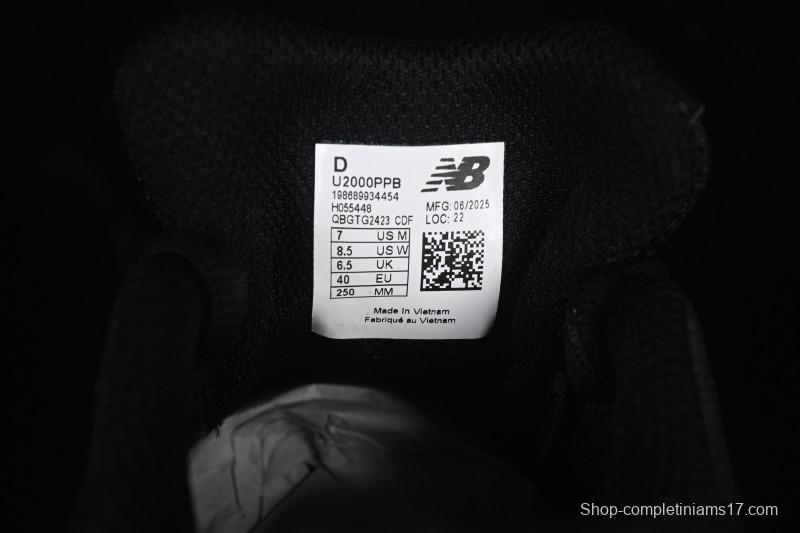 D
U2000PPB
198689934454
H055448
QBGTG2423 CDF
NB
MFG: 06/2025
LOC: 22
7 US M
8.5 US W
6.5 UK
40 EU
250 MM
Made In Vietnam
Fabriqué au Vietnam
Shop-completiniams17.com